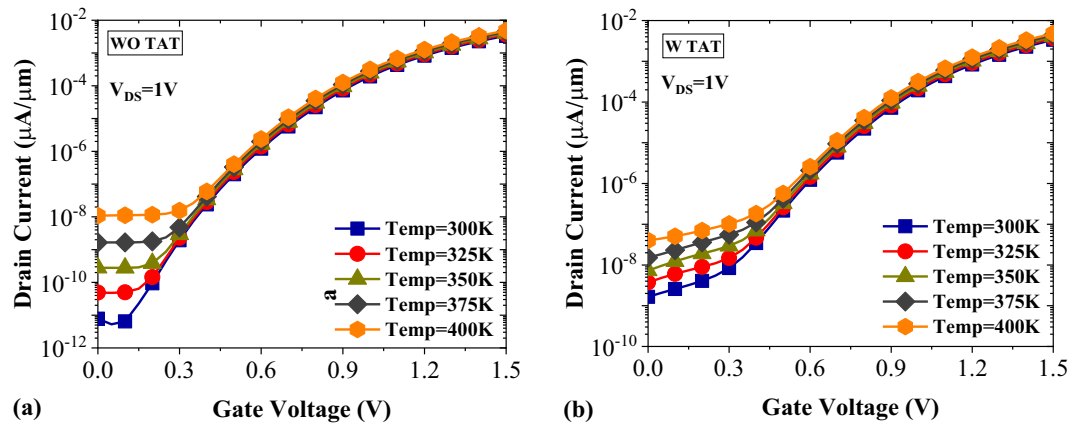 10⁻²
10⁻⁴
10⁻⁶
10⁻⁸
10⁻¹⁰
10⁻¹²
Drain Current (μA/μm)
WO TAT
V_DS=1V
Temp=300K
Temp=325K
Temp=350K
Temp=375K
Temp=400K
a
0.0 0.3 0.6 0.9 1.2 1.5
(a) Gate Voltage (V)
10⁻²
10⁻⁴
10⁻⁶
10⁻⁸
10⁻¹⁰
Drain Current (μA/μm)
W TAT
V_DS=1V
Temp=300K
Temp=325K
Temp=350K
Temp=375K
Temp=400K
0.0 0.3 0.6 0.9 1.2 1.5
(b) Gate Voltage (V)